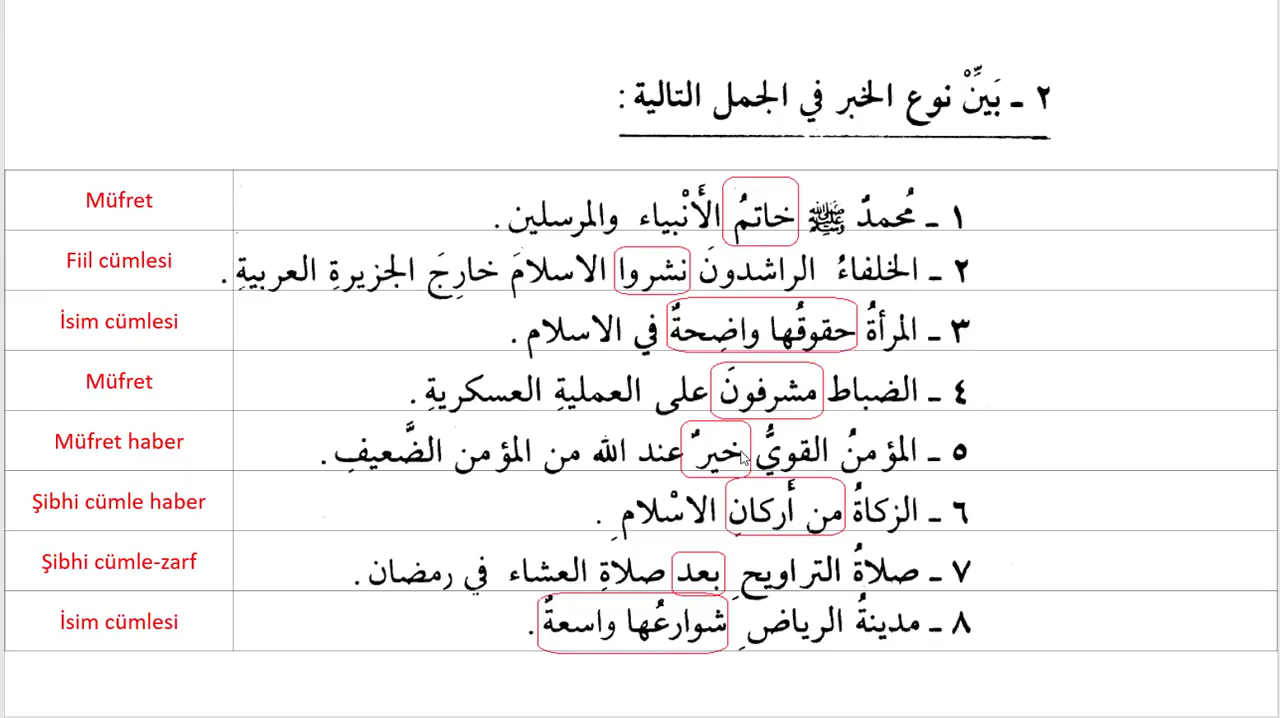 ٢ - بَيِّنْ نوع الخبر في الجمل التالية :
Müfret
١ - مُحمدٌ ﷺ خاتمُ الأَنْبياء والمرسلين .
Fiil cümlesi
٢ - الخلفاءُ الراشدونَ نشروا الاسلامَ خارِجَ الجزيرةِ العربيةِ .
İsim cümlesi
٣ - المرأةُ حقوقُها واضِحةٌ في الاسلام .
Müfret
٤ - الضباط مشرفونَ على العمليةِ العسكريةِ .
Müfret haber
٥ - المؤمنُ القويُّ خيرٌ عند الله من المؤمن الضَّعيفِ .
Şibhi cümle haber
٦ - الزكاةُ من أَركانِ الاسْلامِ .
Şibhi cümle-zarf
٧ - صلاةُ التراويحِ بعد صلاةِ العشاء في رمضان .
İsim cümlesi
٨ - مدينةُ الرياضِ شوارعُها واسعةٌ .